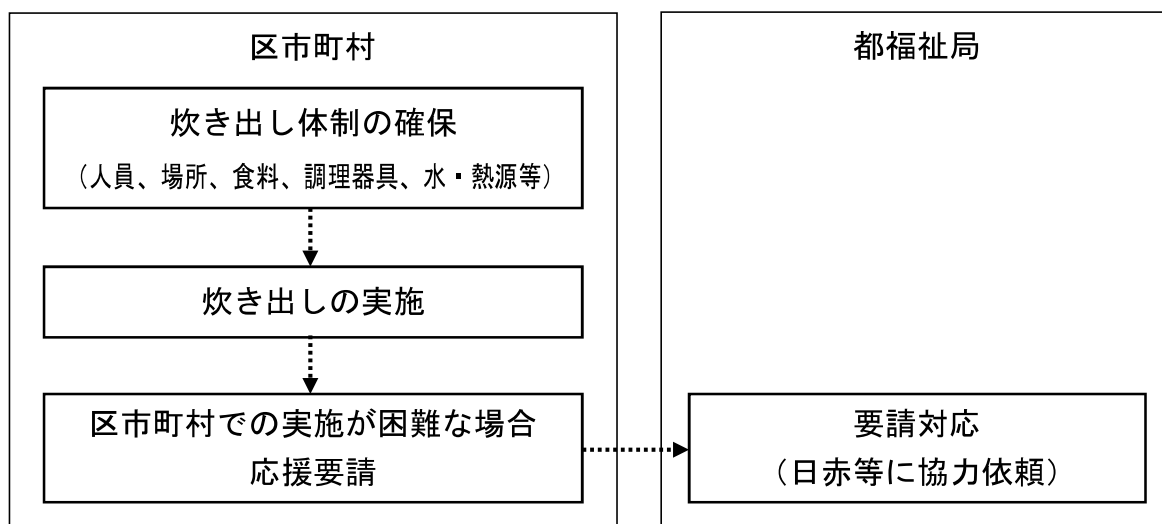 区市町村
炊き出し体制の確保
（人員、場所、食料、調理器具、水・熱源等）
炊き出しの実施
区市町村での実施が困難な場合
応援要請
都福祉局
要請対応
（日赤等に協力依頼）